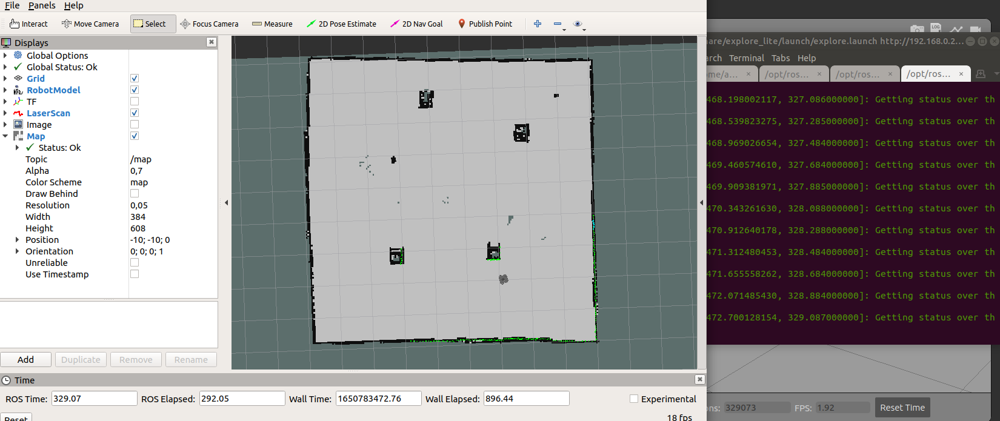 File Panels Help
Interact Move Camera Select Focus Camera Measure 2D Pose Estimate 2D Nav Goal Publish Point
Displays
Global Options
Global Status: Ok
Grid
RobotModel
TF
LaserScan
Image
Map
Status: Ok
Topic /map
Alpha 0,7
Color Scheme map
Draw Behind
Resolution 0,05
Width 384
Height 608
Position -10; -10; 0
Orientation 0; 0; 0; 1
Unreliable
Use Timestamp
Add Duplicate Remove Rename
Time
ROS Time: 329.07 ROS Elapsed: 292.05 Wall Time: 1650783472.76 Wall Elapsed: 896.44 Experimental
Reset 18 fps
LOG
are/explore_lite/launch/explore.launch http://192.168.0.2...
arch Terminal Tabs Help
ome/a... × /opt/ros... × /opt/ros... × /opt/ros... ×
468.198002117, 327.086000000]: Getting status over th
468.539823275, 327.285000000]: Getting status over th
468.969026654, 327.484000000]: Getting status over th
469.460574610, 327.684000000]: Getting status over th
469.909381971, 327.885000000]: Getting status over th
470.343261630, 328.088000000]: Getting status over th
470.912640178, 328.288000000]: Getting status over th
471.312480453, 328.484000000]: Getting status over th
471.655558262, 328.684000000]: Getting status over th
472.071485430, 328.884000000]: Getting status over th
472.700128154, 329.087000000]: Getting status over th
ons: 329073 FPS: 1.92 Reset Time